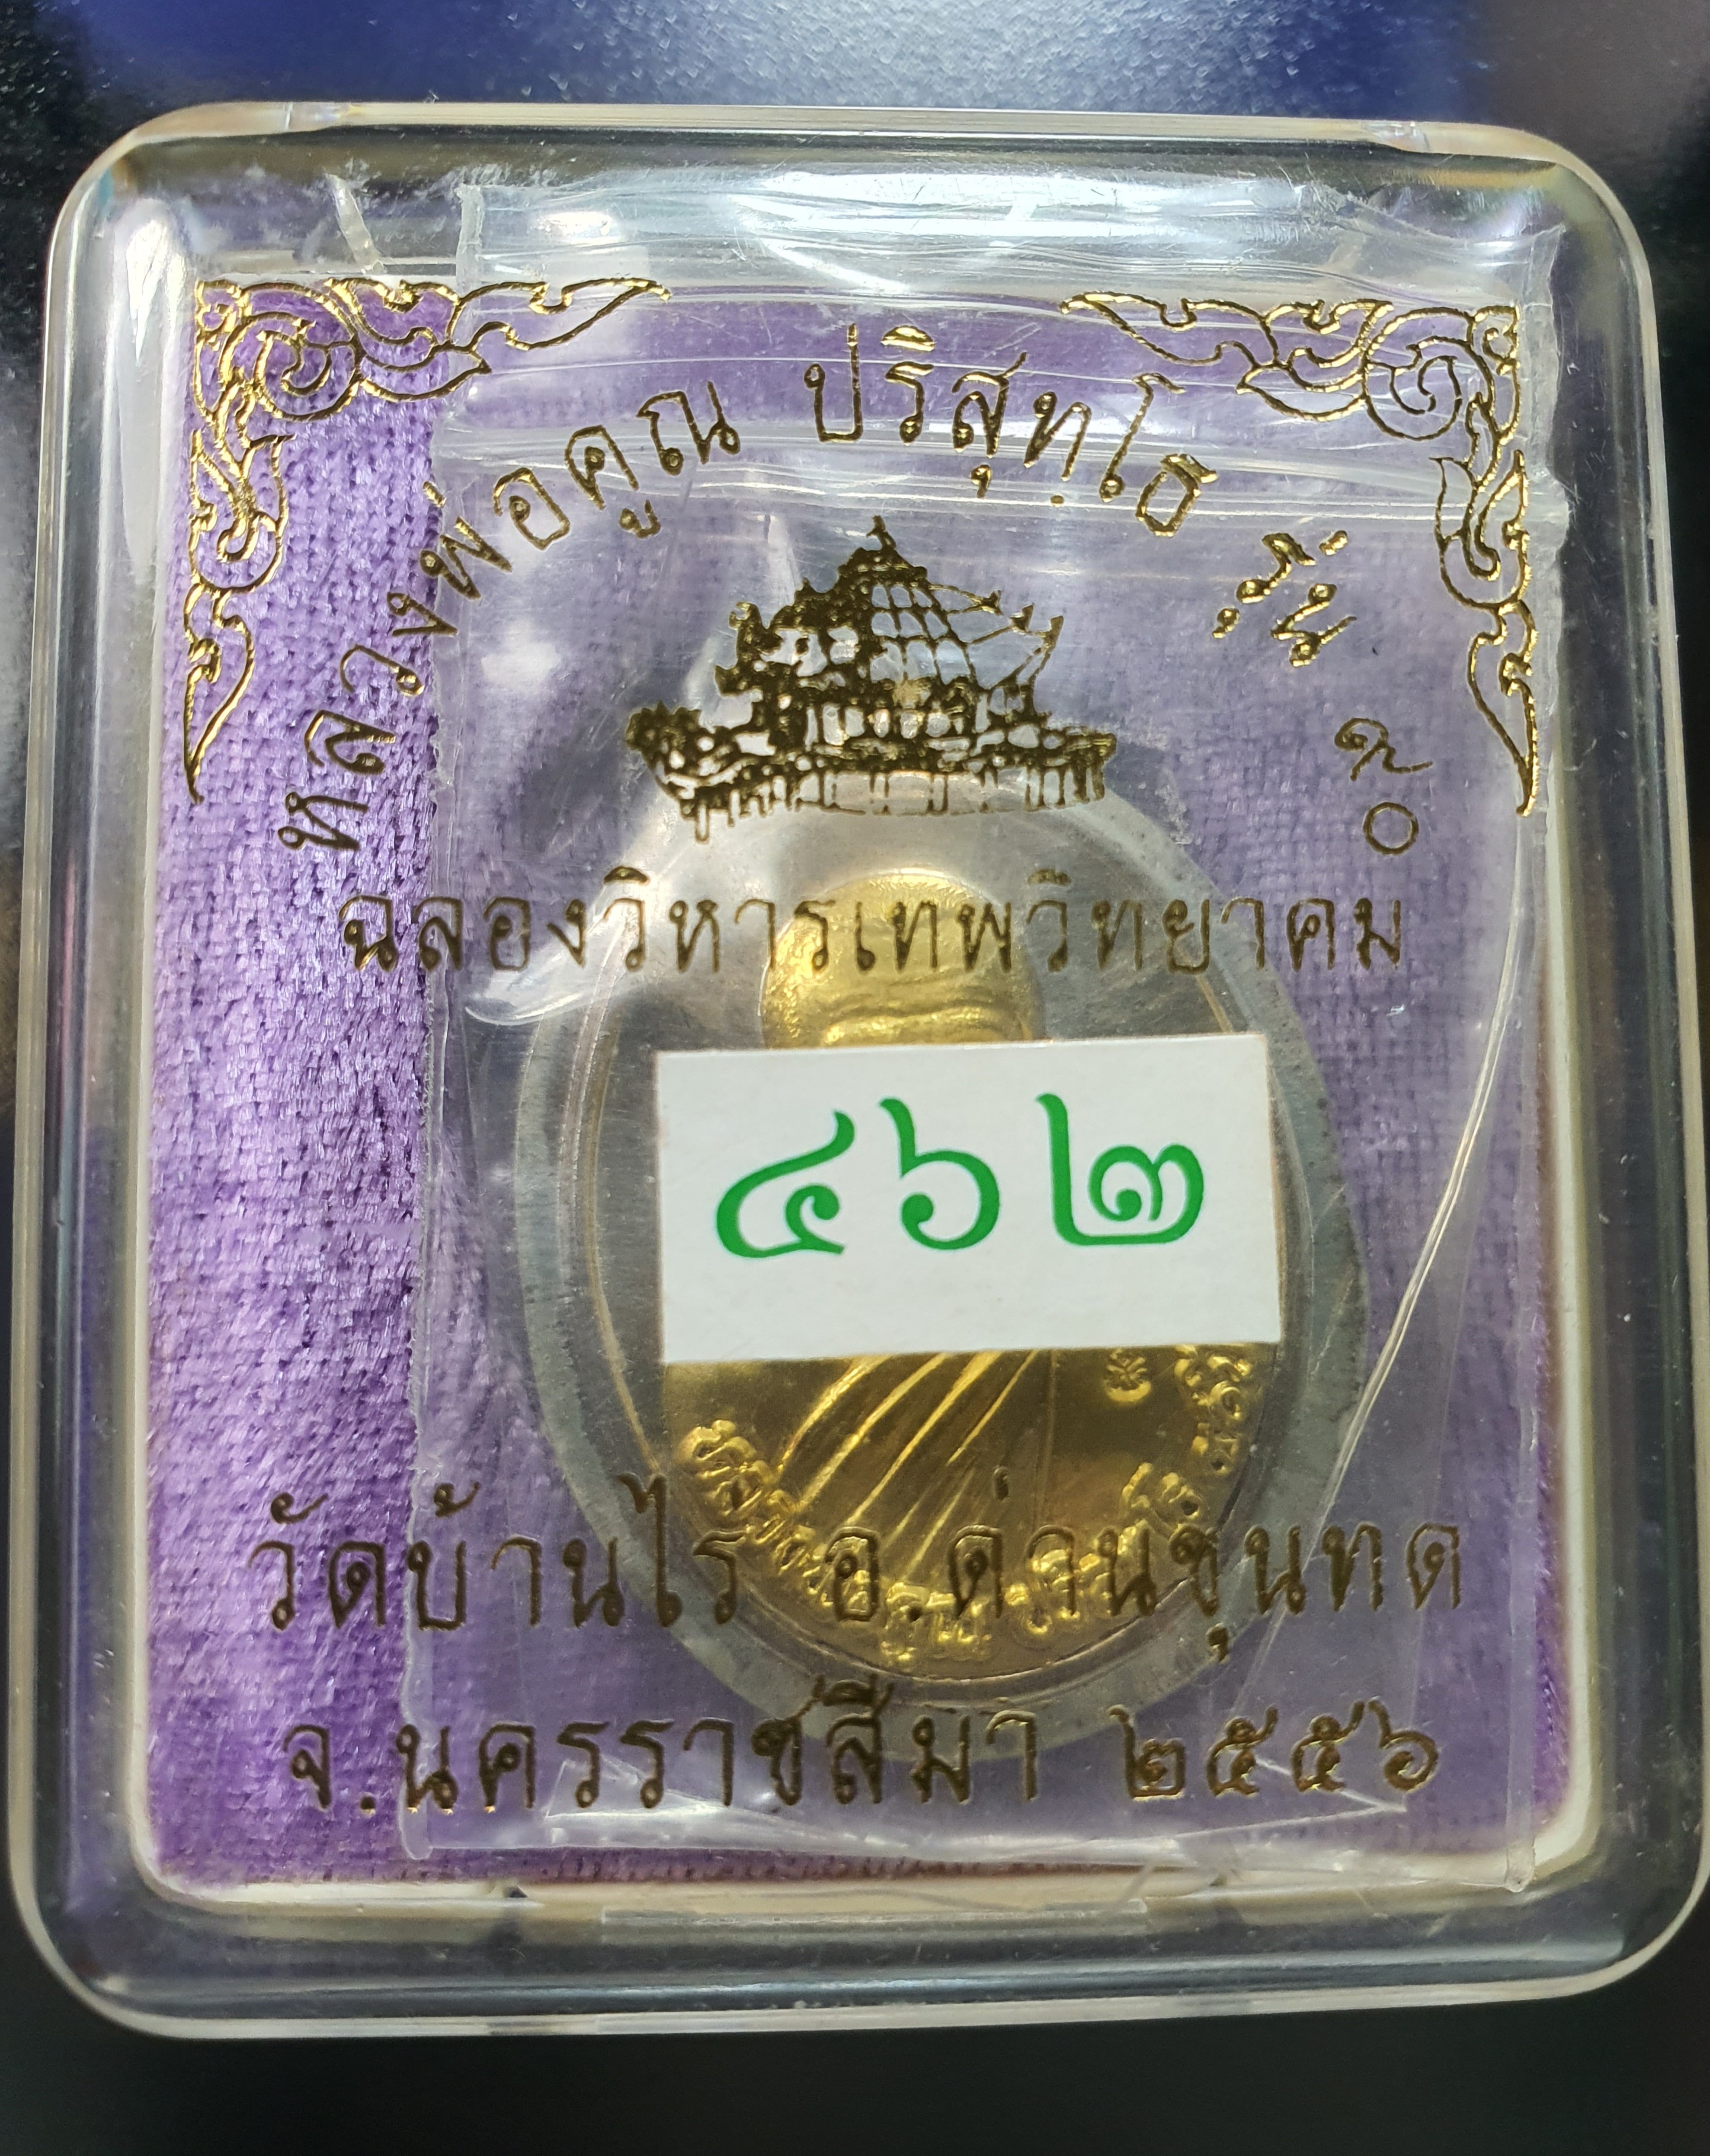 หลวงพ่อคูณ ปริสุทฺโธ รุ่น ๙๐
ฉลองวิหารเทพวิทยาคม
๔๖๒
วัดบ้านไร่ อ.ด่านขุนทด
จ.นครราชสีมา ๒๕๕๖